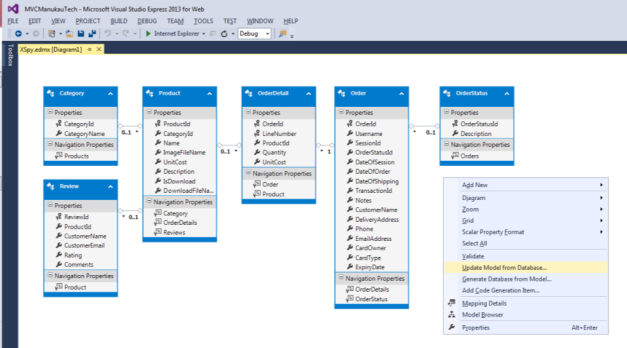 MVCManukauTech - Microsoft Visual Studio Express 2013 for Web
FILE EDIT VIEW PROJECT BUILD DEBUG TEAM TOOLS TEST WINDOW HELP
Internet Explorer Debug
Toolbox
XSpy.edmx [Diagram1]
Category
Properties
CategoryId
CategoryName
Navigation Properties
Products
0..1 *
Product
Properties
ProductId
CategoryId
Name
ImageFileName
UnitCost
Description
IsDownload
DownloadFileNa...
Navigation Properties
Category
OrderDetails
Reviews
0..1 *
OrderDetail
Properties
OrderId
LineNumber
ProductId
Quantity
UnitCost
Navigation Properties
Order
Product
* 1
Order
Properties
OrderId
Username
SessionId
OrderStatusId
DateOfSession
DateOfOrder
DateOfShipping
TransactionId
Notes
CustomerName
DeliveryAddress
Phone
EmailAddress
CardOwner
CardType
ExpiryDate
Navigation Properties
OrderDetails
OrderStatus
* 0..1
OrderStatus
Properties
OrderStatusId
Description
Navigation Properties
Orders
Review
Properties
ReviewId
ProductId
CustomerName
CustomerEmail
Rating
Comments
Navigation Properties
Product
* 0..1
Add New
Diagram
Zoom
Grid
Scalar Property Format
Select All
Validate
Update Model from Database...
Generate Database from Model...
Add Code Generation Item...
Mapping Details
Model Browser
Properties Alt+Enter